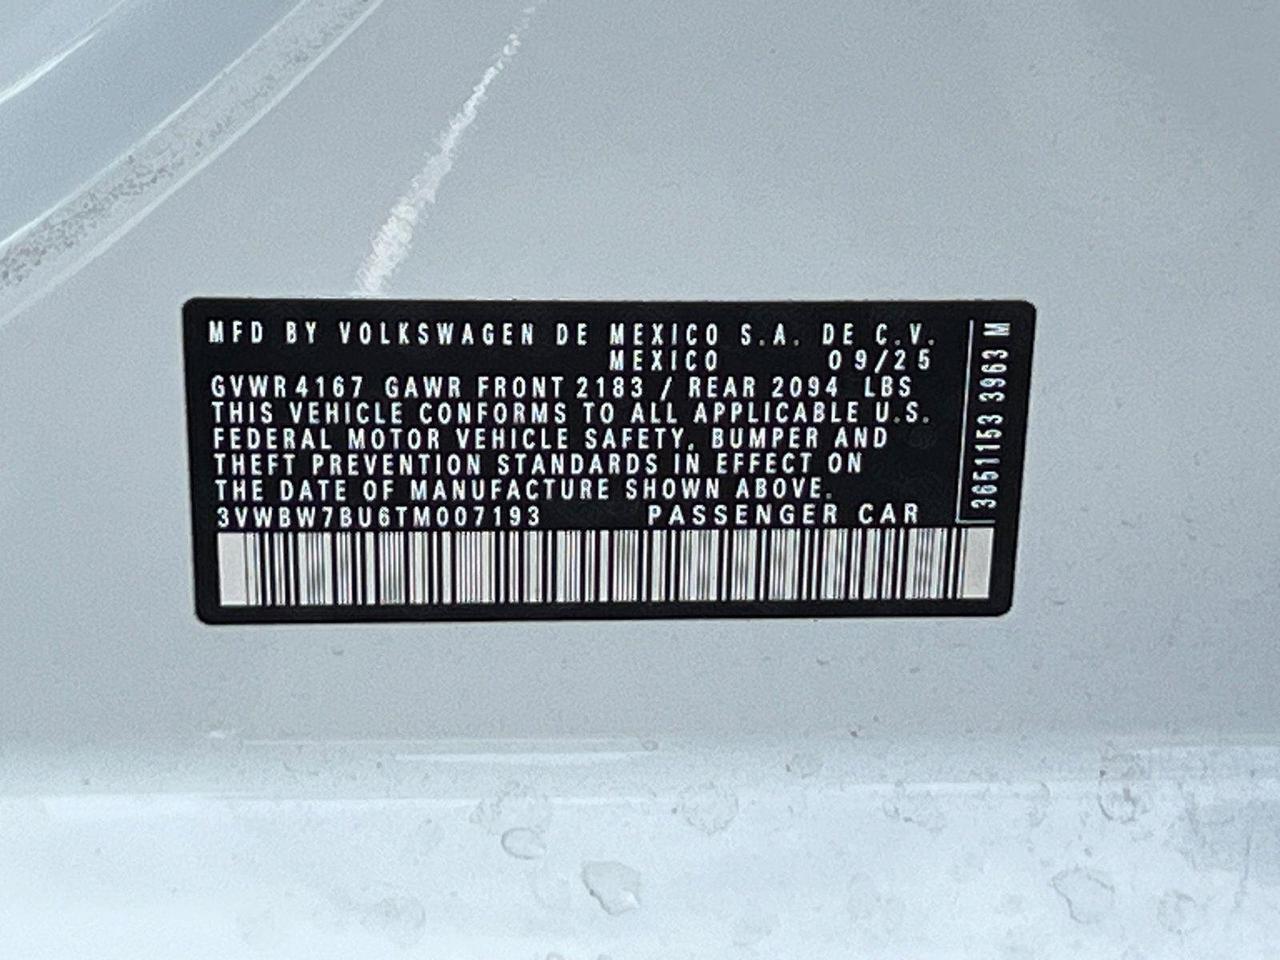 MFD BY VOLKSWAGEN DE MEXICO S.A. DE C.V.
MEXICO 09/25
GVWR 4167 GAWR FRONT 2183 / REAR 2094 LBS
THIS VEHICLE CONFORMS TO ALL APPLICABLE U.S.
FEDERAL MOTOR VEHICLE SAFETY, BUMPER AND
THEFT PREVENTION STANDARDS IN EFFECT ON
THE DATE OF MANUFACTURE SHOWN ABOVE.
3VWBW7BU6TM007193 PASSENGER CAR
3651153 3963 M